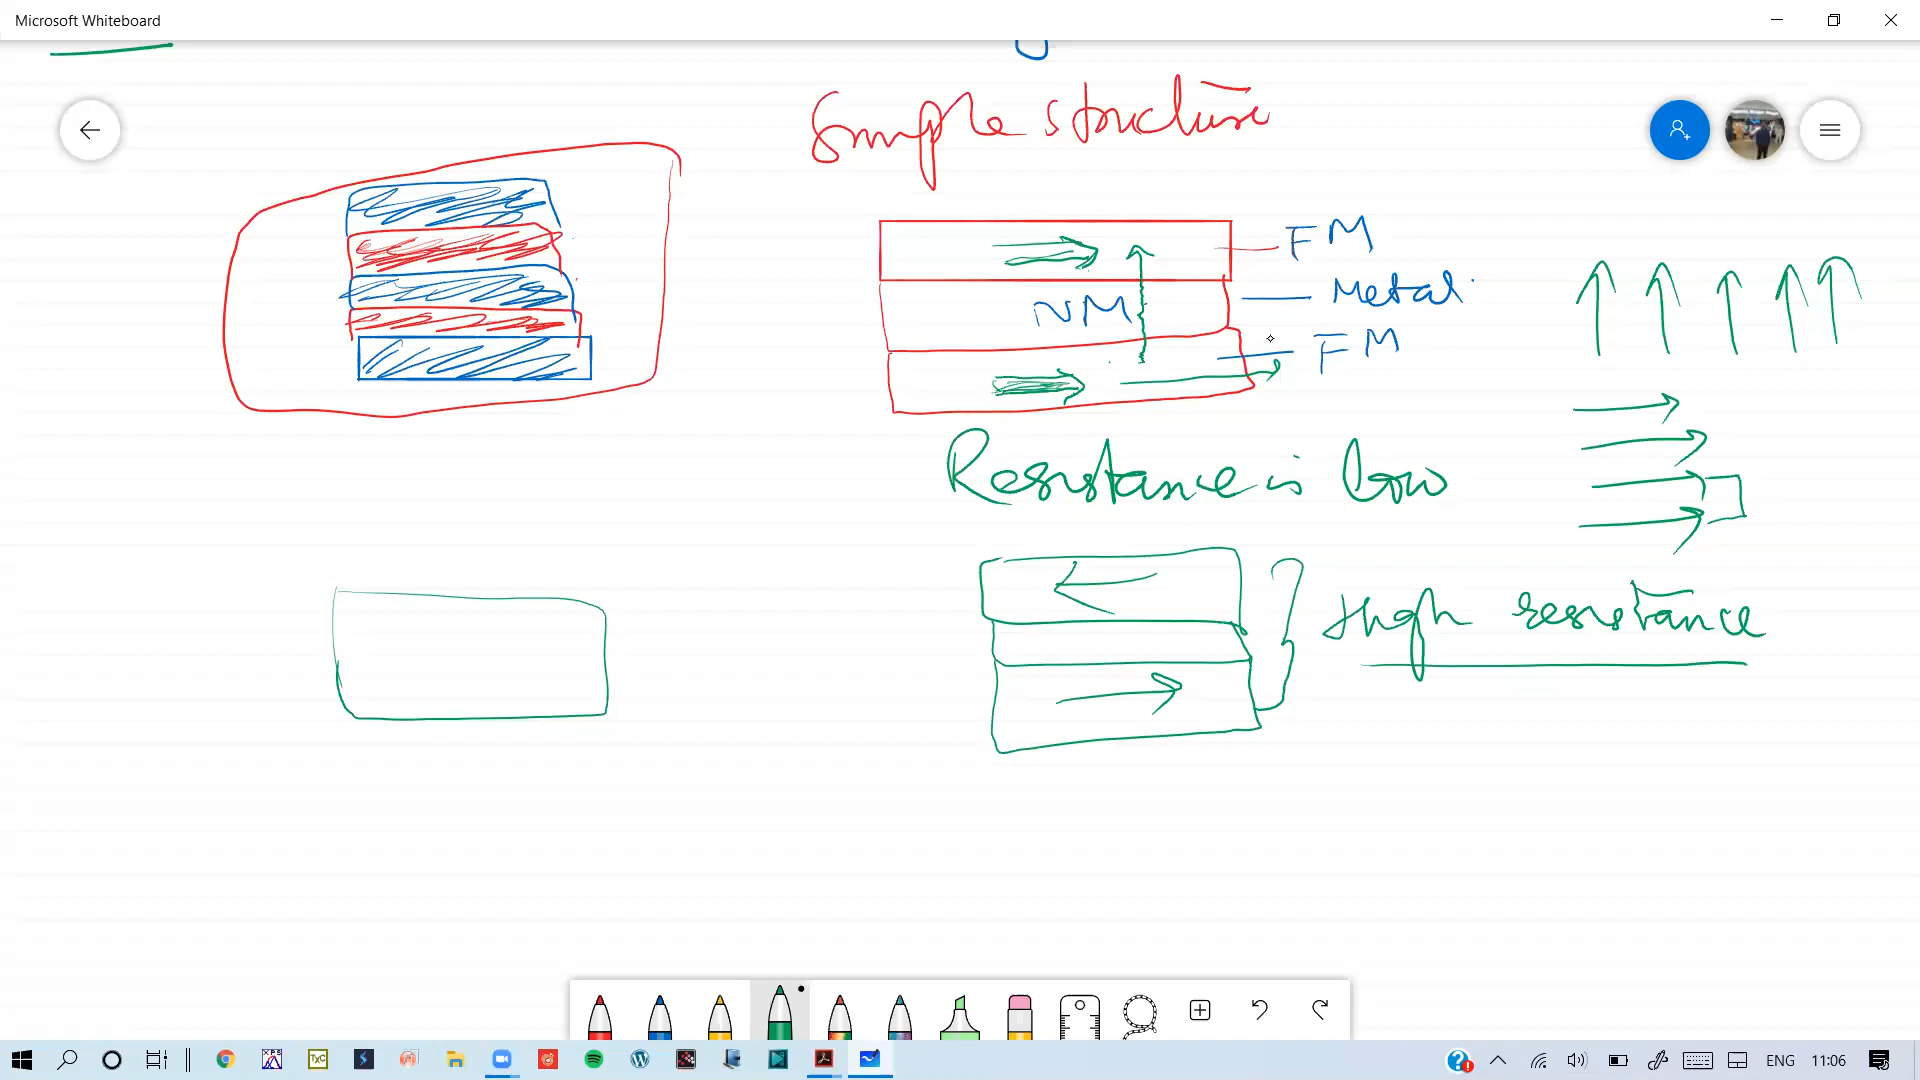 Microsoft Whiteboard
Simple structure
FM
NM
Metal
FM
Resistance is low
High resistance
ENG 11:06